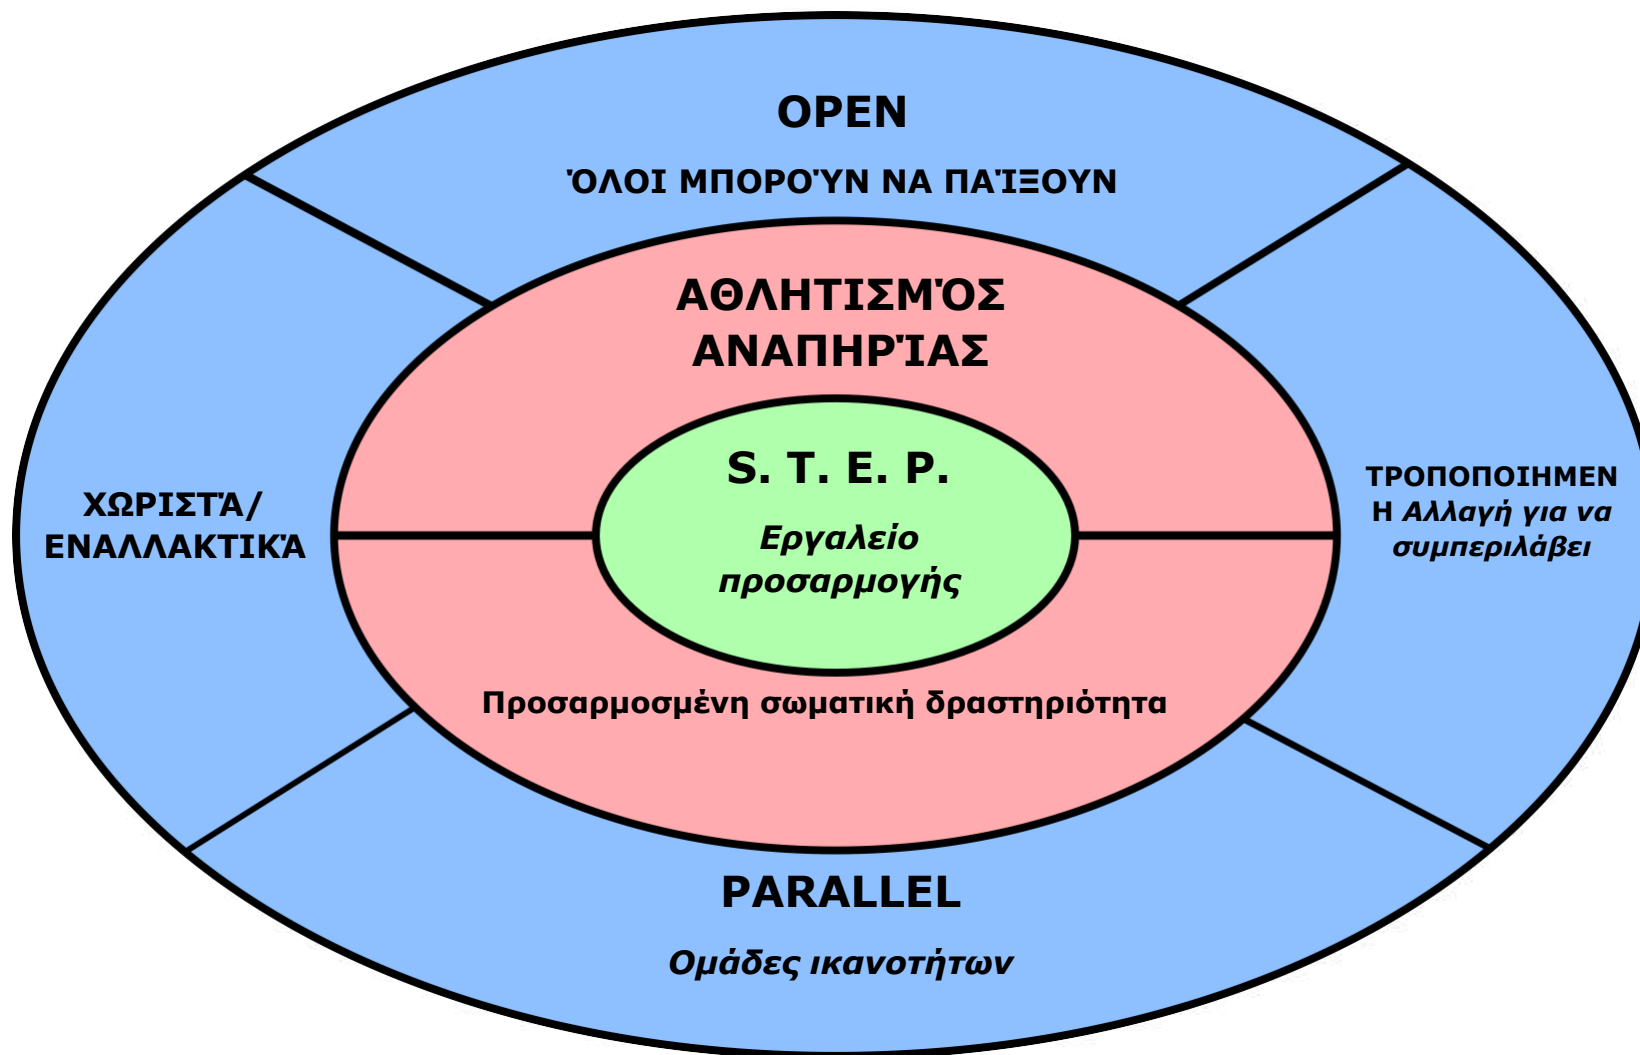 OPEN
ΌΛΟΙ ΜΠΟΡΟΎΝ ΝΑ ΠΑΊΞΟΥΝ
ΑΘΛΗΤΙΣΜΌΣ
ΑΝΑΠΗΡΊΑΣ
S. T. E. P.
Εργαλείο
προσαρμογής
ΧΩΡΙΣΤΆ/
ΕΝΑΛΛΑΚΤΙΚΆ
ΤΡΟΠΟΠΟΙΗΜΕΝ
Η Αλλαγή για να
συμπεριλάβει
Προσαρμοσμένη σωματική δραστηριότητα
PARALLEL
Ομάδες ικανοτήτων